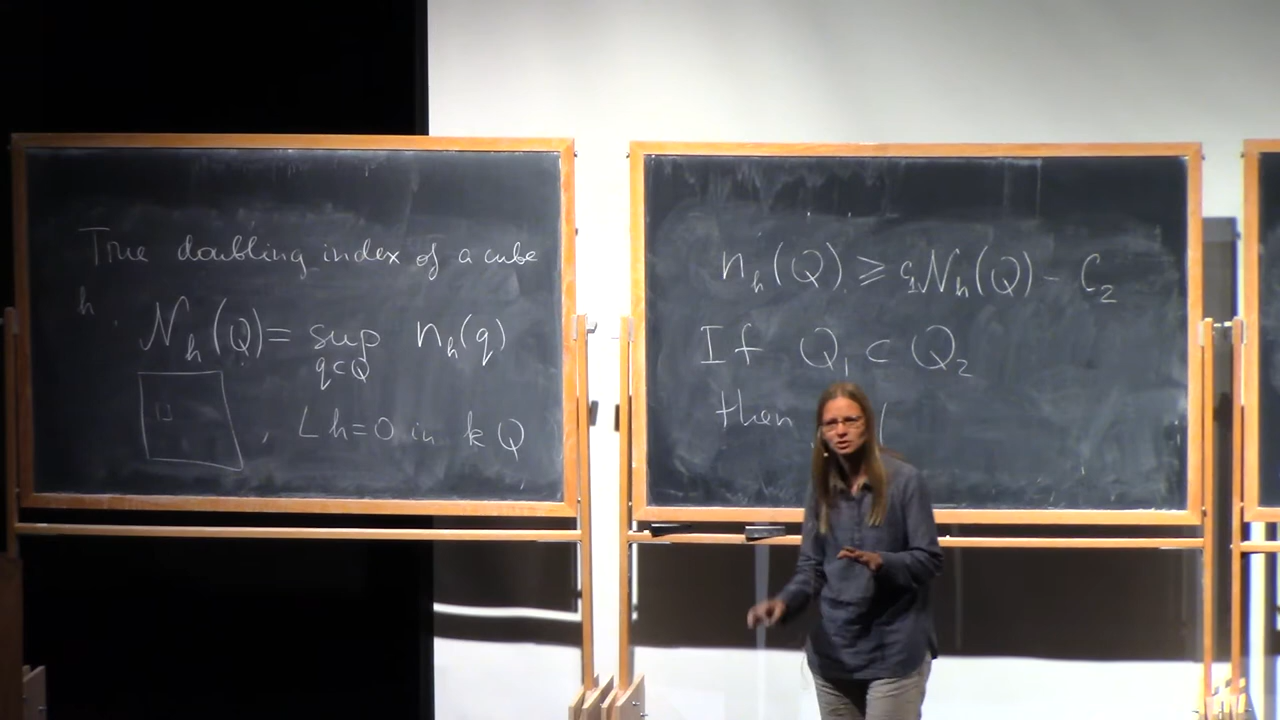 True doubling index of a cube
h. N_h(Q) = sup n_h(q)
q⊂Q
, Lh=0 in kQ
n_h(Q) ≥ c_1 N_h(Q) - C_2
If Q_1 ⊂ Q_2
then